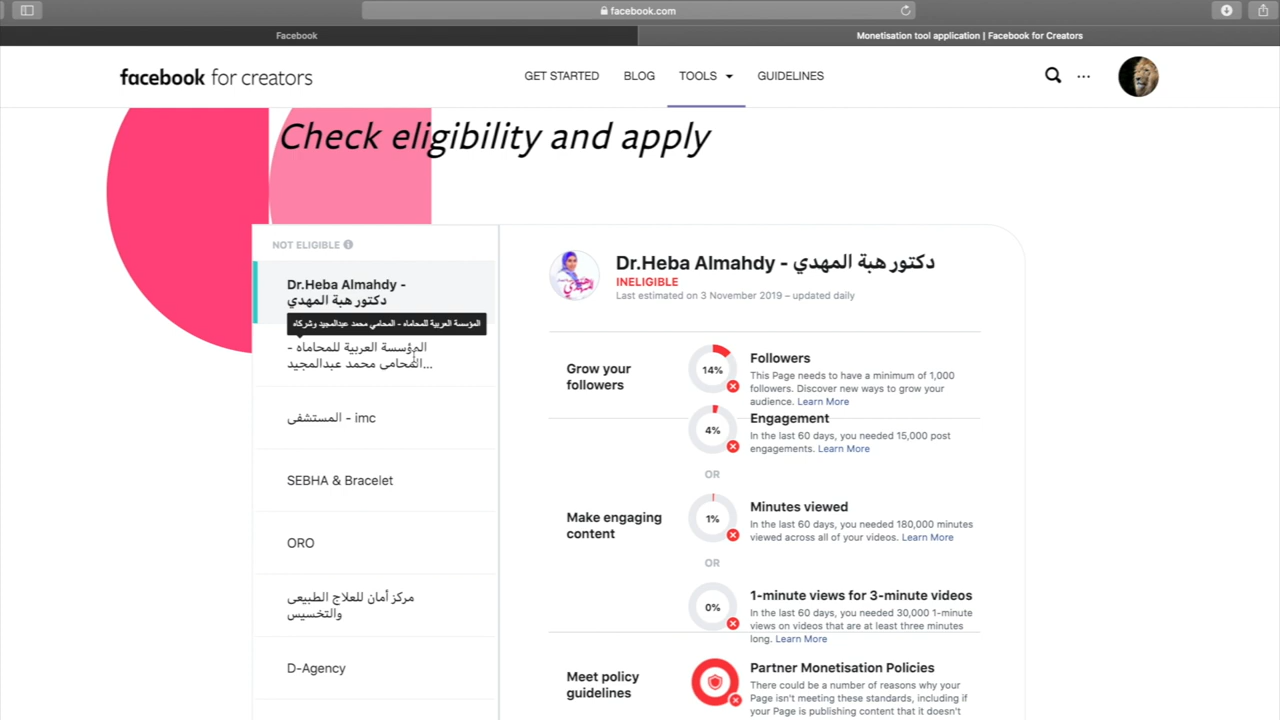 facebook.com
Facebook
Monetisation tool application | Facebook for Creators
facebook for creators
GET STARTED
BLOG
TOOLS
GUIDELINES
Check eligibility and apply
NOT ELIGIBLE
Dr.Heba Almahdy -
دكتور هبة المهدي
المؤسسة العربية للمحاماه - المحامي محمد عبدالمجيد وشركاه
المؤسسة العربية للمحاماه -
المحامي محمد عبدالمجيد...
المستشفى - imc
SEBHA & Bracelet
ORO
مركز أمان للعلاج الطبيعى
والتخسيس
D-Agency
Dr.Heba Almahdy - دكتور هبة المهدي
INELIGIBLE
Last estimated on 3 November 2019 – updated daily
Grow your
followers
14%
Followers
This Page needs to have a minimum of 1,000
followers. Discover new ways to grow your
audience. Learn More
Make engaging
content
4%
Engagement
In the last 60 days, you needed 15,000 post
engagements. Learn More
OR
1%
Minutes viewed
In the last 60 days, you needed 180,000 minutes
viewed across all of your videos. Learn More
OR
0%
1-minute views for 3-minute videos
In the last 60 days, you needed 30,000 1-minute
views on videos that are at least three minutes
long. Learn More
Meet policy
guidelines
Partner Monetisation Policies
There could be a number of reasons why your
Page isn't meeting these standards, including if
your Page is publishing content that it doesn't